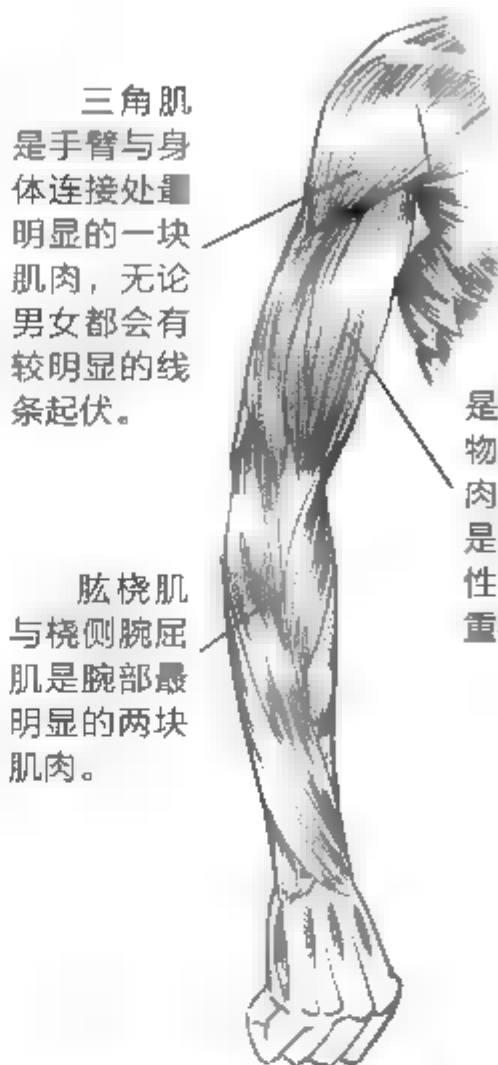 三角肌
是手臂与身
体连接处最
明显的一块
肌肉，无论
男女都会有
较明显的线
条起伏。
是
物
肉
是
性
重
肱桡肌
与桡侧腕屈
肌是腕部最
明显的两块
肌肉。